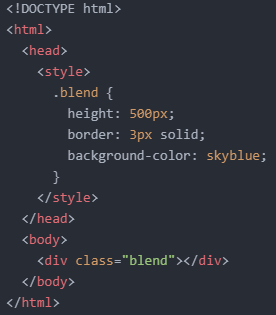 <!DOCTYPE html>
<html>
  <head>
    <style>
      .blend {
        height: 500px;
        border: 3px solid;
        background-color: skyblue;
      }
    </style>
  </head>
  <body>
    <div class="blend"></div>
  </body>
</html>